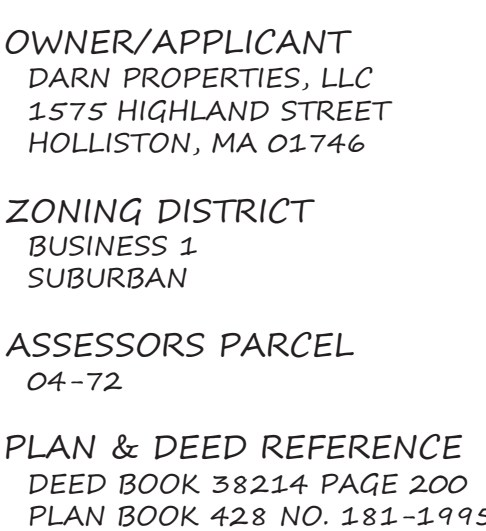 OWNER/APPLICANT
DARN PROPERTIES, LLC
1575 HIGHLAND STREET
HOLLISTON, MA 01746
ZONING DISTRICT
BUSINESS 1
SUBURBAN
ASSESSORS PARCEL
04-72
PLAN & DEED REFERENCE
DEED BOOK 38214 PAGE 200
PLAN BOOK 428 NO. 181-1995